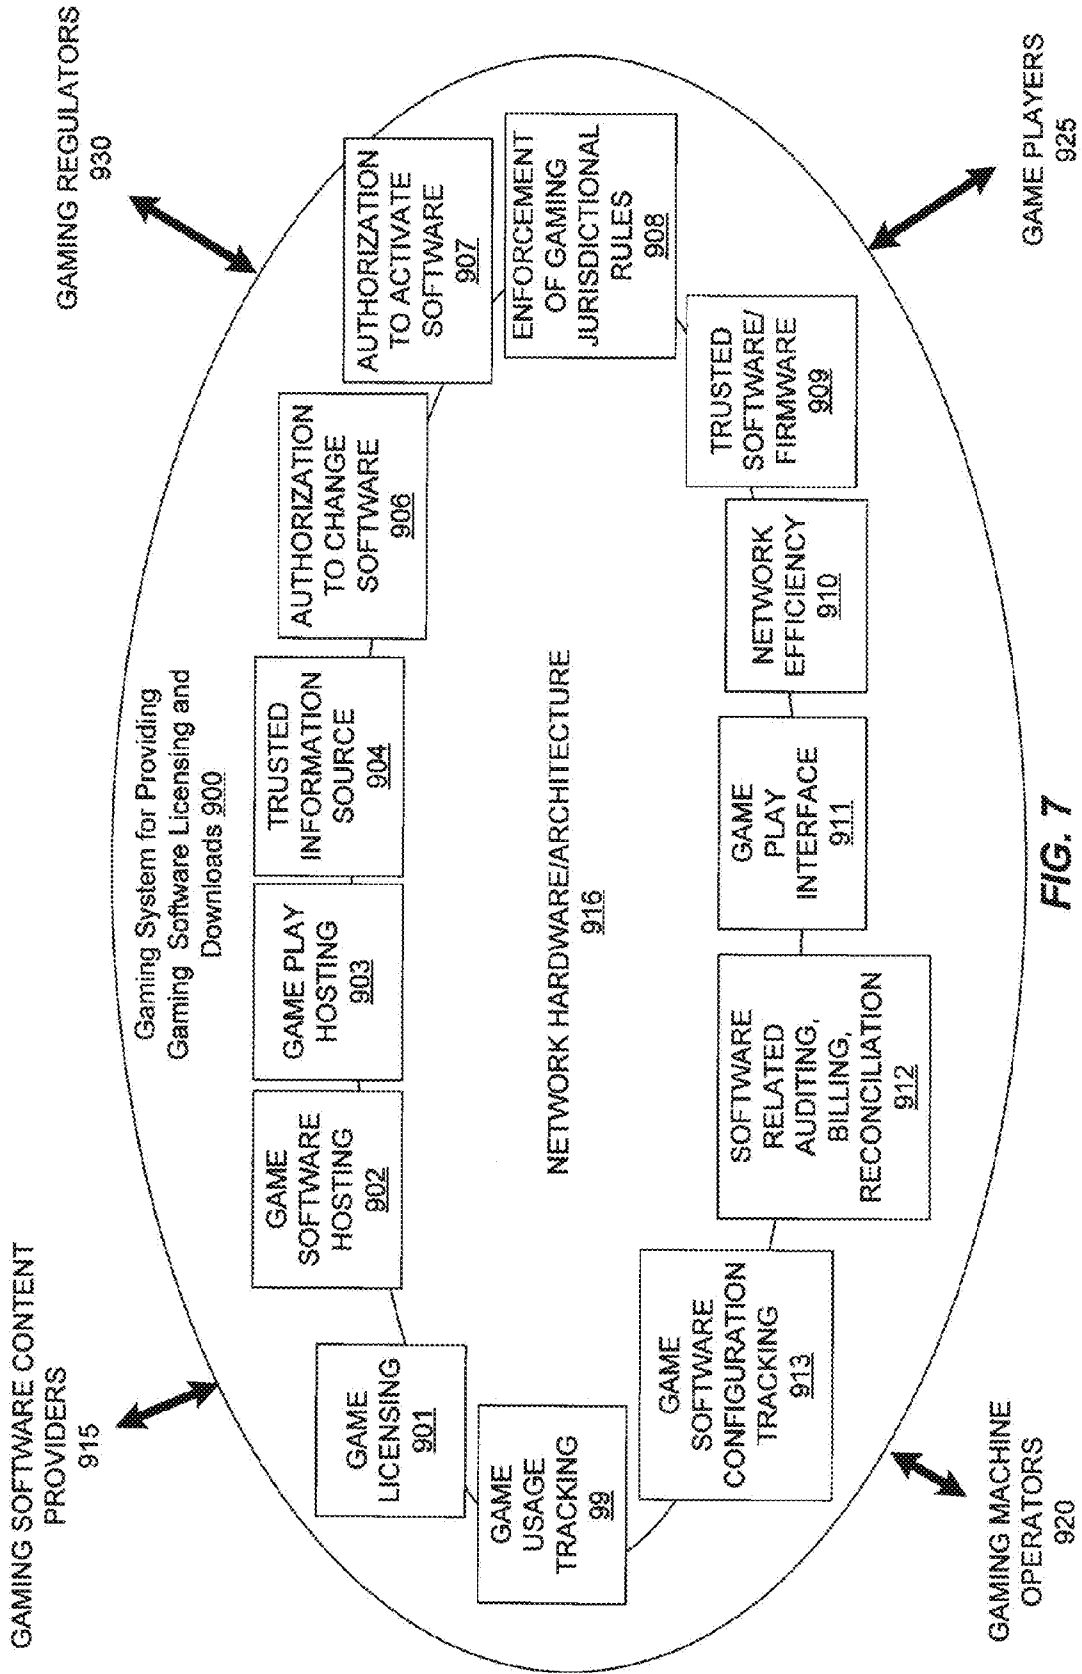 GAMING SOFTWARE CONTENT
PROVIDERS
915
GAMING REGULATORS
930
Gaming System for Providing
Gaming Software Licensing and
Downloads 900
GAME
LICENSING
901
GAME
SOFTWARE
HOSTING
902
GAME PLAY
HOSTING
903
TRUSTED
INFORMATION
SOURCE
904
AUTHORIZATION
TO CHANGE
SOFTWARE
906
AUTHORIZATION
TO ACTIVATE
SOFTWARE
907
ENFORCEMENT
OF GAMING
JURISDICTIONAL
RULES
908
NETWORK HARDWARE/ARCHITECTURE
916
GAME
USAGE
TRACKING
99
GAME
SOFTWARE
CONFIGURATION
TRACKING
913
SOFTWARE
RELATED
AUDITING,
BILLING,
RECONCILIATION
912
GAME
PLAY
INTERFACE
911
NETWORK
EFFICIENCY
910
TRUSTED
SOFTWARE/
FIRMWARE
909
GAMING MACHINE
OPERATORS
920
GAME PLAYERS
925
FIG. 7